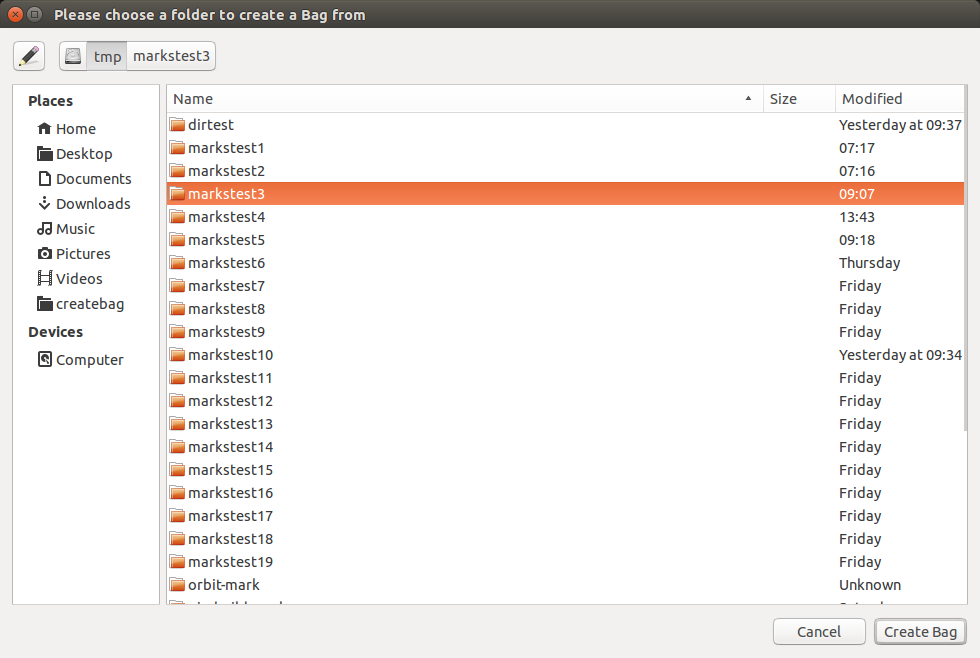 Please choose a folder to create a Bag from
tmp markstest3
Places
Home
Desktop
Documents
Downloads
Music
Pictures
Videos
createbag
Devices
Computer
Name Size Modified
dirtest Yesterday at 09:37
markstest1 07:17
markstest2 07:16
markstest3 09:07
markstest4 13:43
markstest5 09:18
markstest6 Thursday
markstest7 Friday
markstest8 Friday
markstest9 Friday
markstest10 Yesterday at 09:34
markstest11 Friday
markstest12 Friday
markstest13 Friday
markstest14 Friday
markstest15 Friday
markstest16 Friday
markstest17 Friday
markstest18 Friday
markstest19 Friday
orbit-mark Unknown
Cancel Create Bag